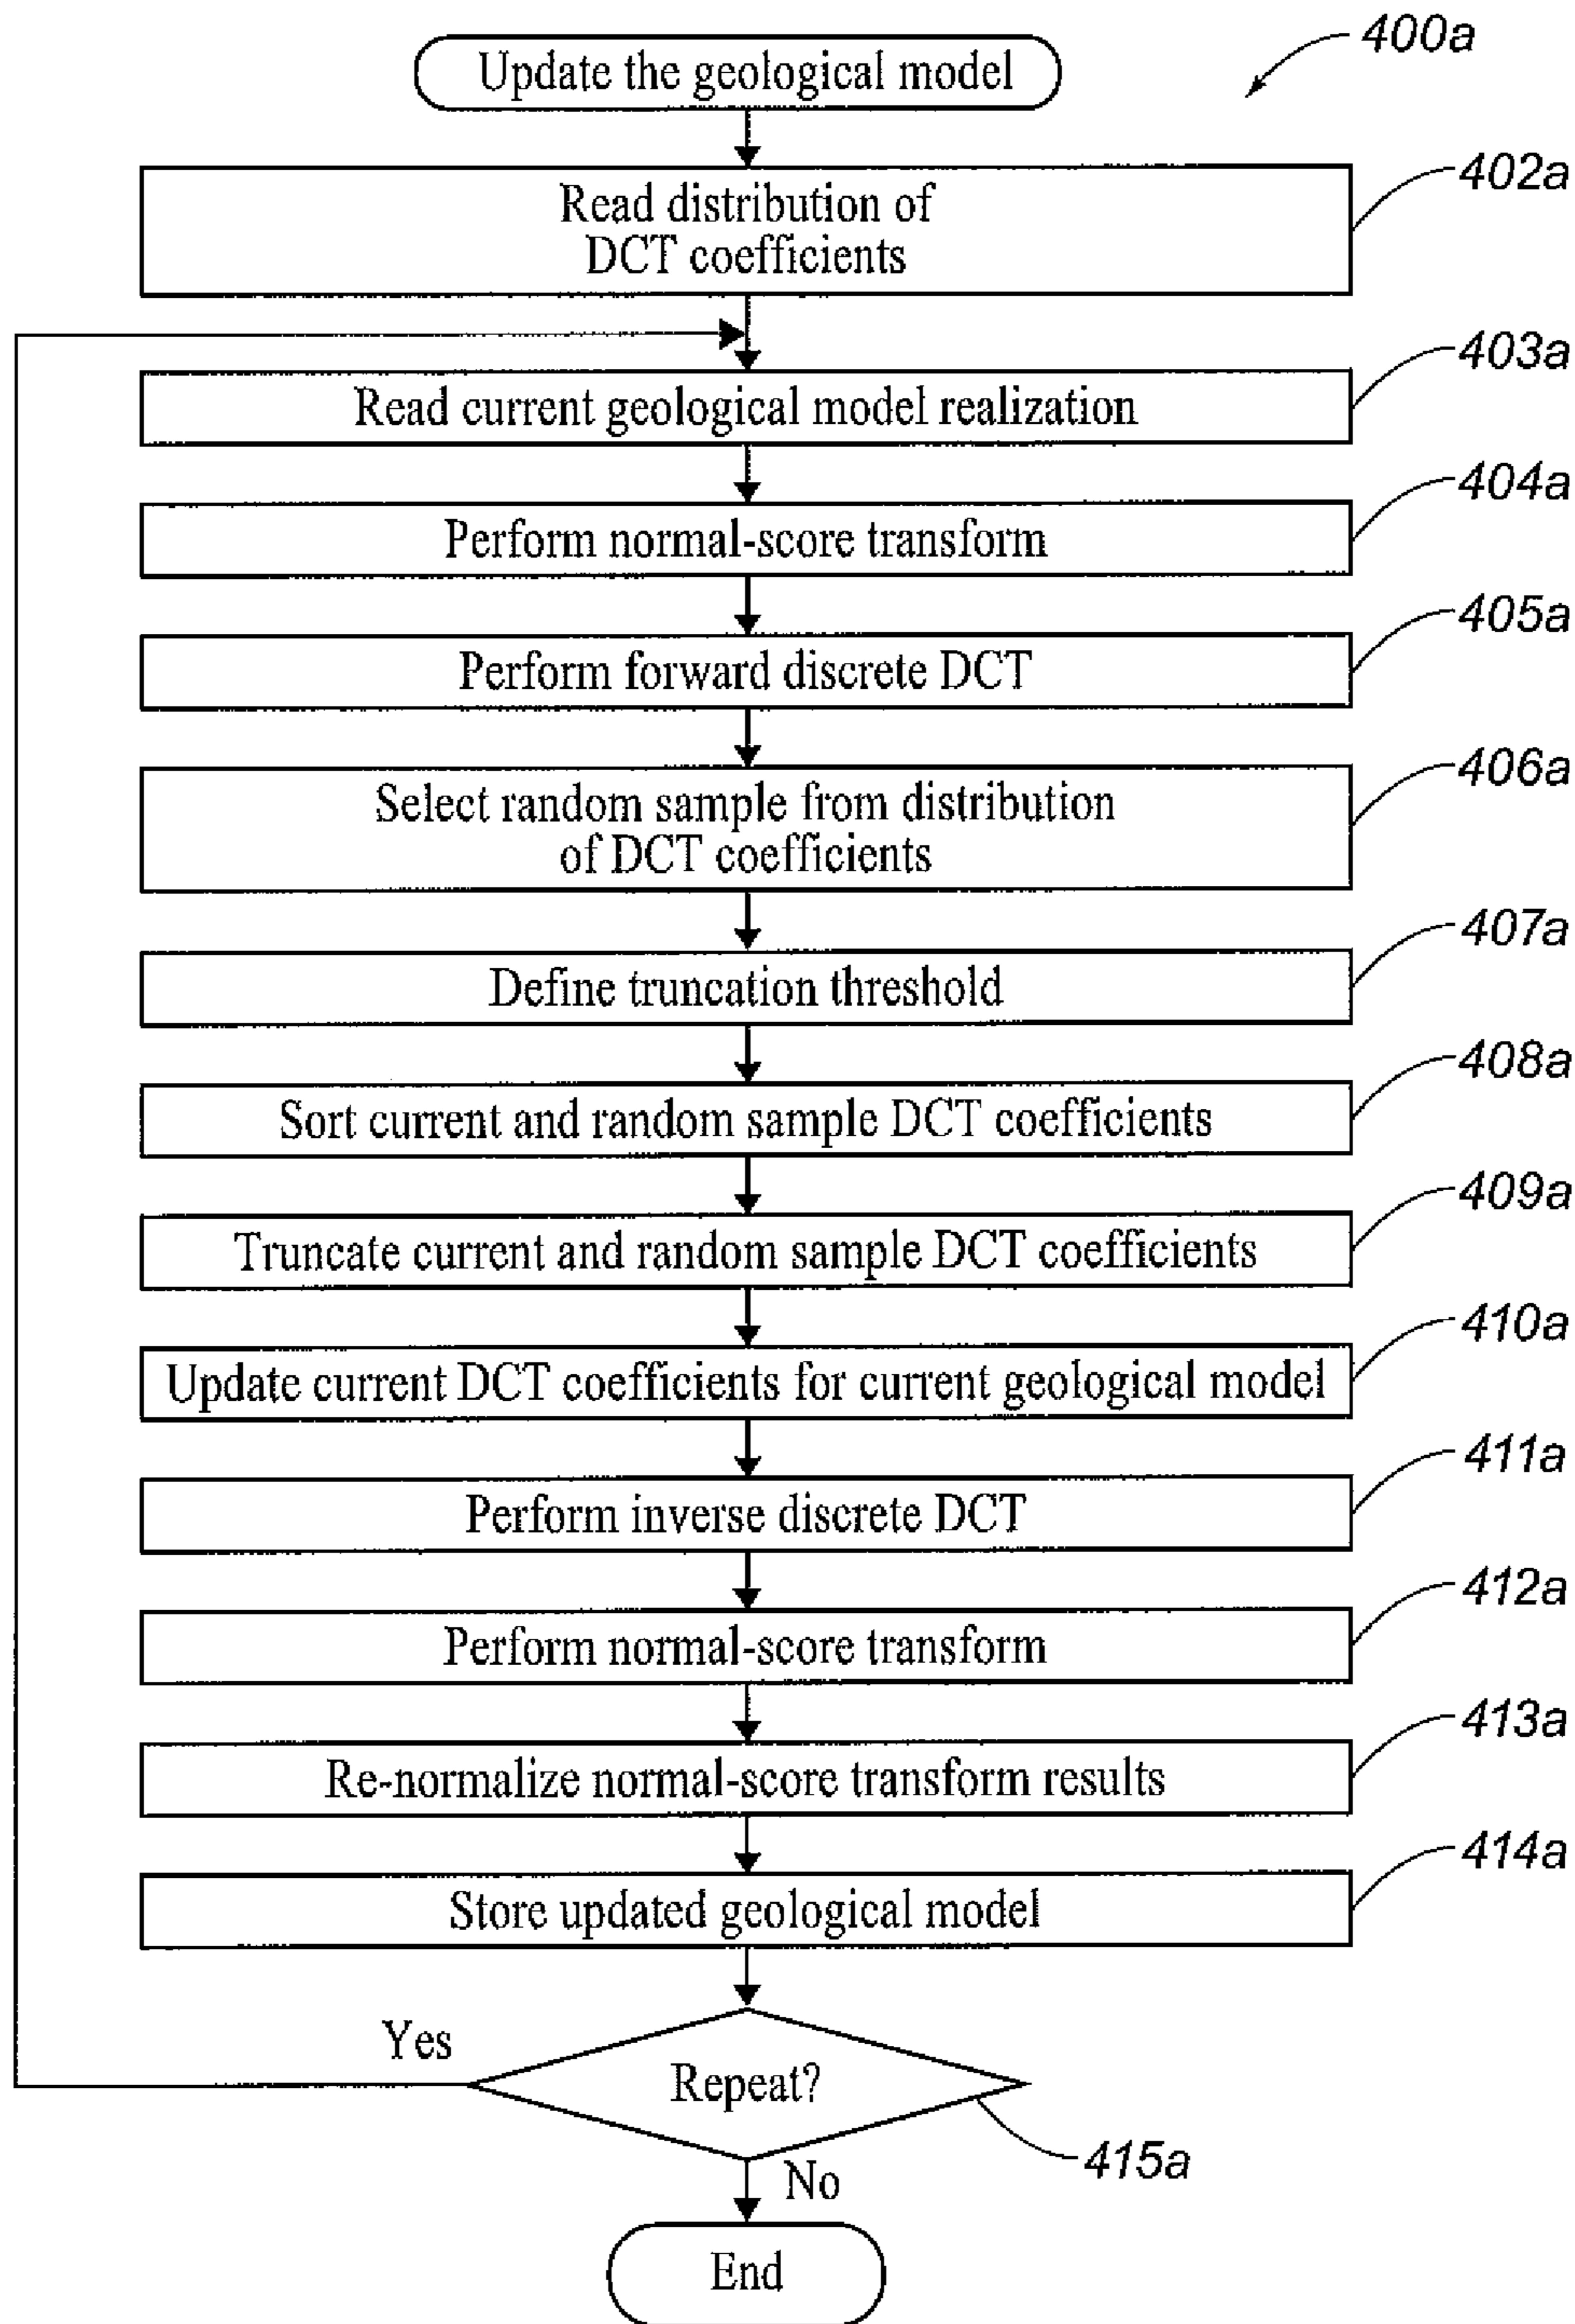 400a
Update the geological model
402a
Read distribution of
DCT coefficients
403a
Read current geological model realization
404a
Perform normal-score transform
405a
Perform forward discrete DCT
406a
Select random sample from distribution
of DCT coefficients
407a
Define truncation threshold
408a
Sort current and random sample DCT coefficients
409a
Truncate current and random sample DCT coefficients
410a
Update current DCT coefficients for current geological model
411a
Perform inverse discrete DCT
412a
Perform normal-score transform
413a
Re-normalize normal-score transform results
414a
Store updated geological model
Yes
Repeat?
415a
No
End